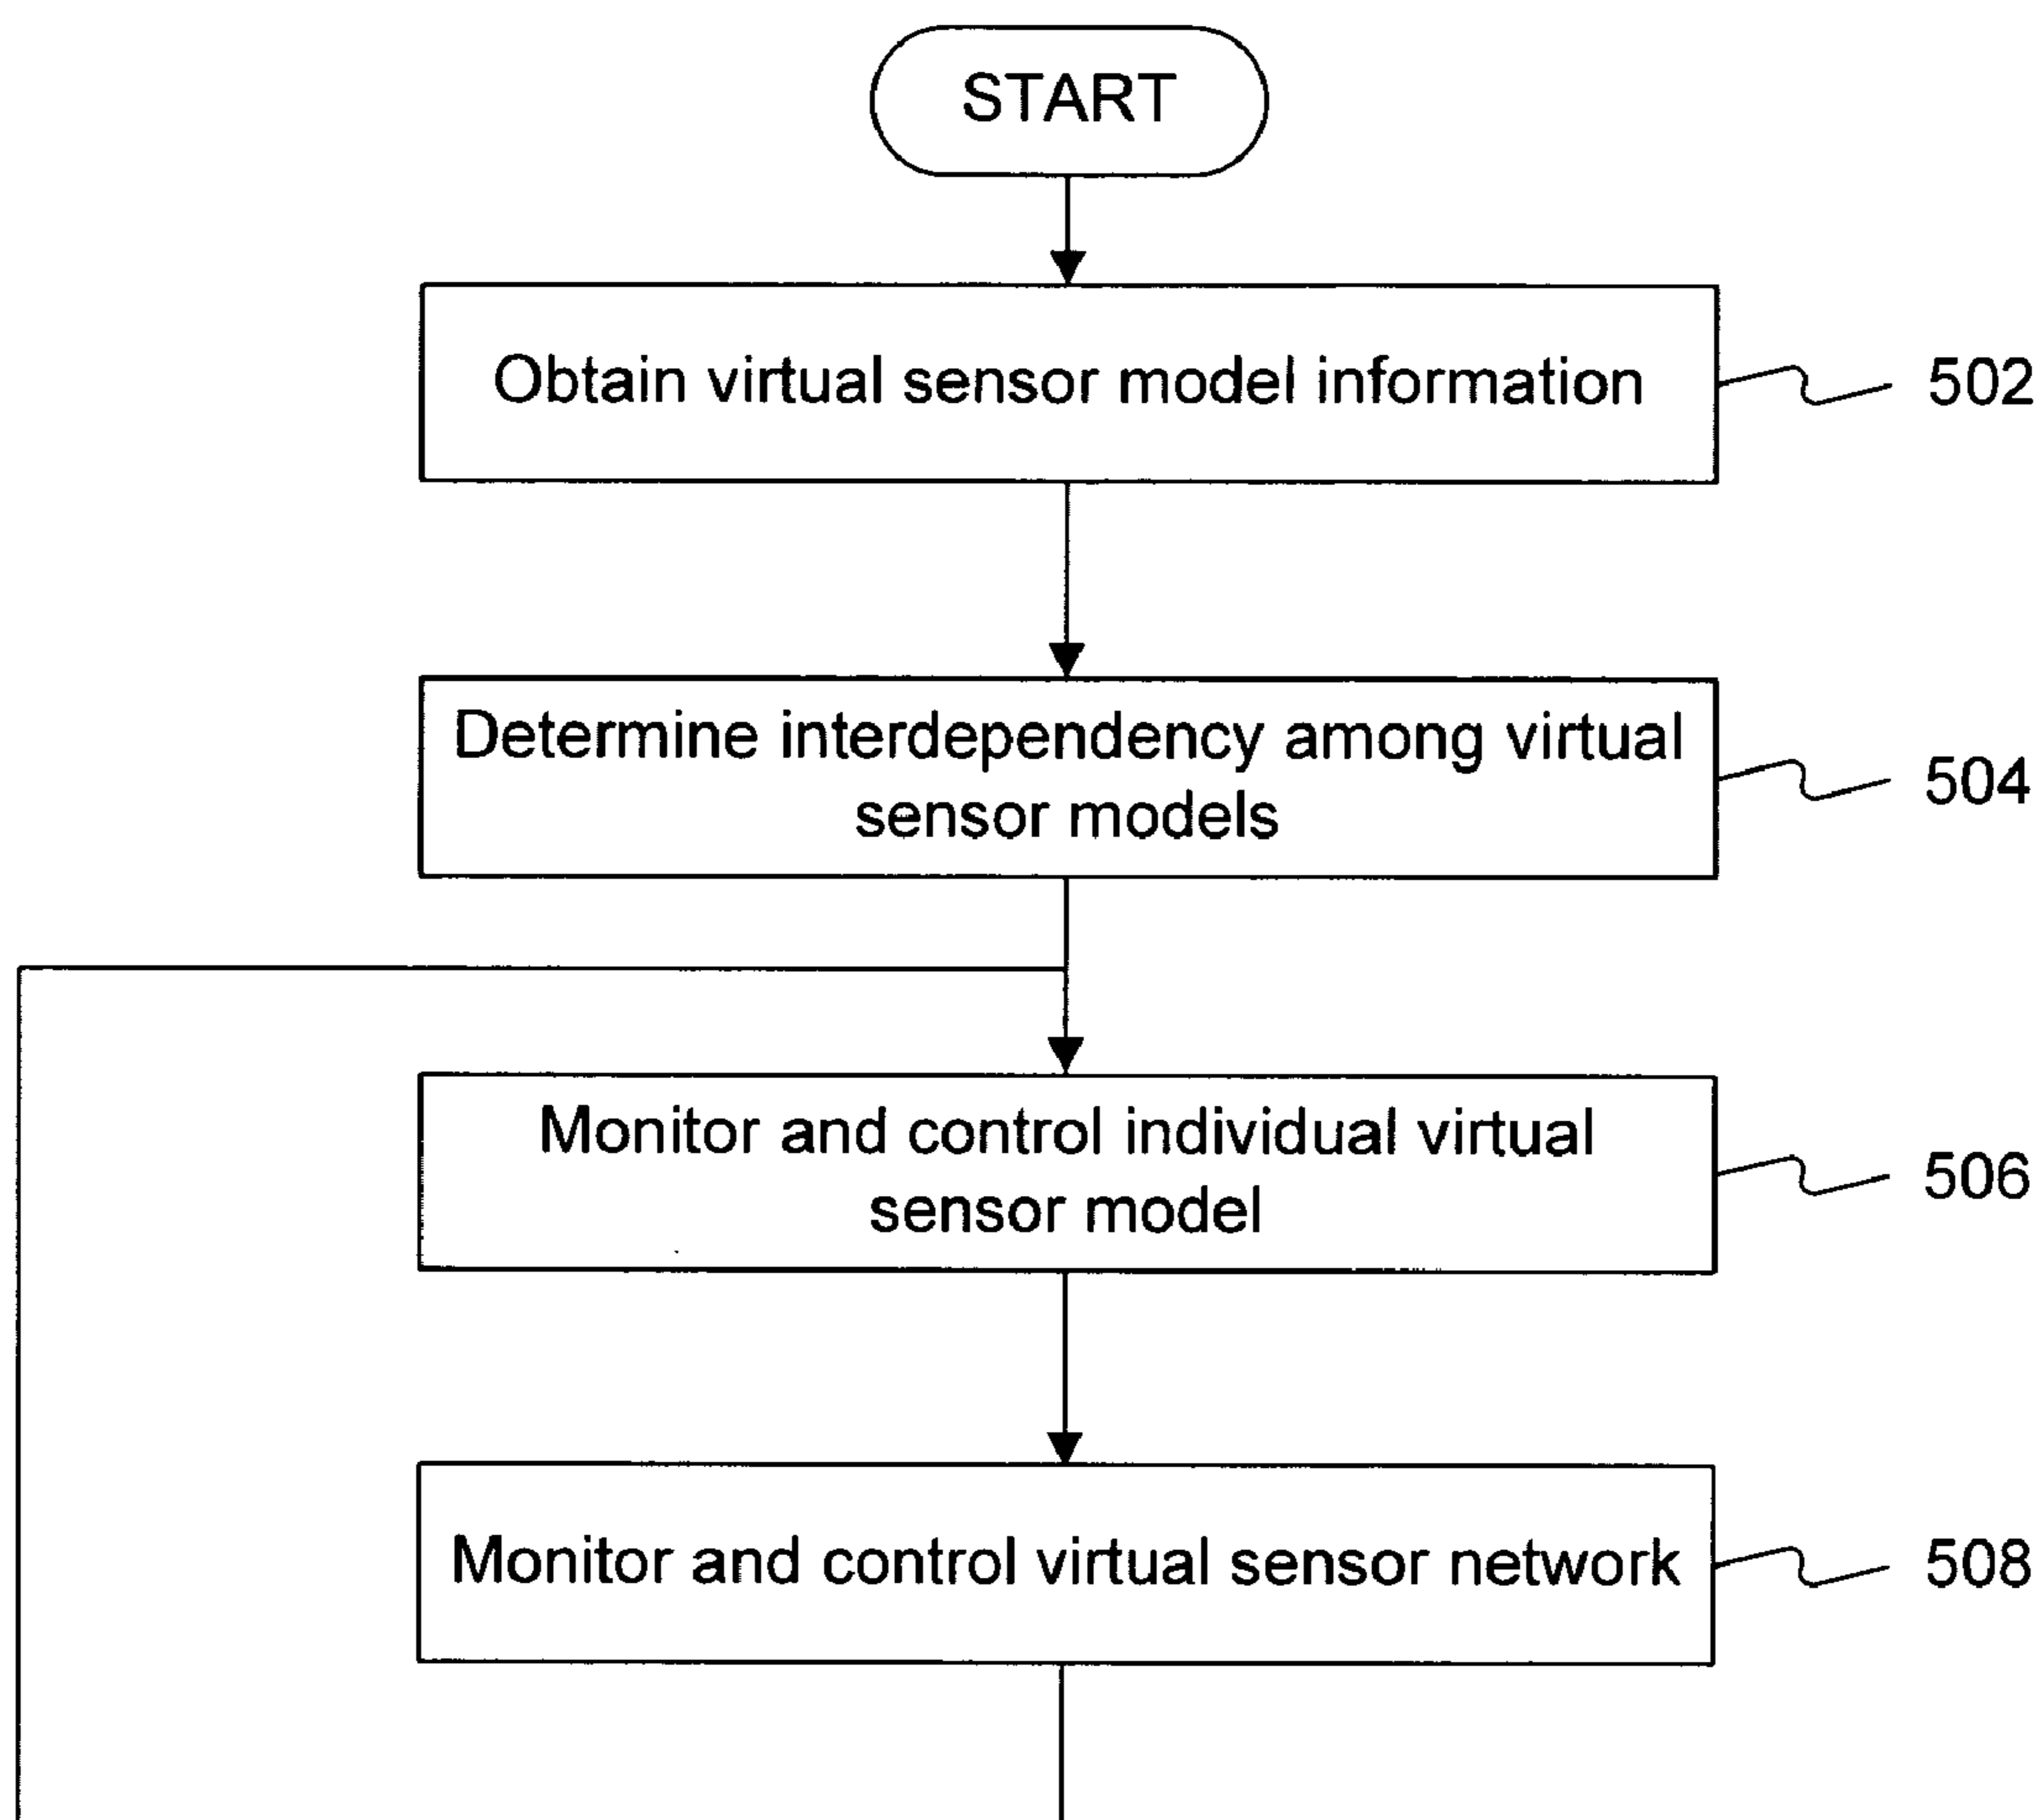 START
Obtain virtual sensor model information
502
Determine interdependency among virtual
sensor models
504
Monitor and control individual virtual
sensor model
506
Monitor and control virtual sensor network
508